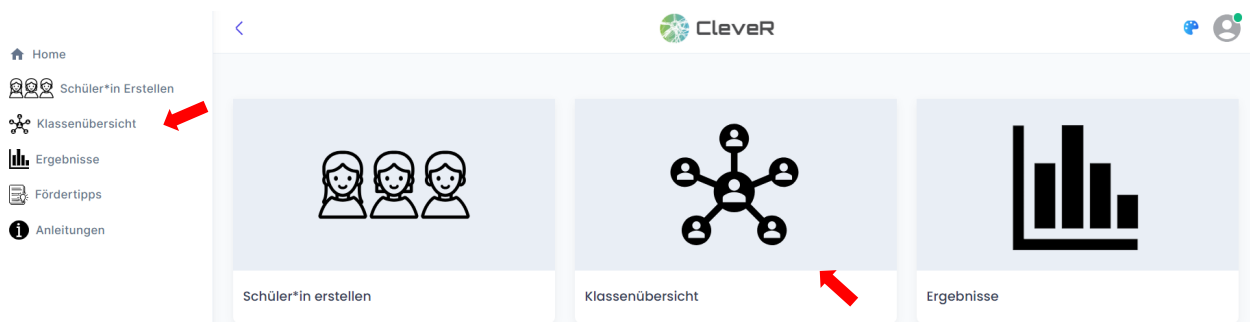 CleveR
Home
Schüler*in Erstellen
Klassenübersicht
Ergebnisse
Fördertipps
Anleitungen
Schüler*in erstellen
Klassenübersicht
Ergebnisse